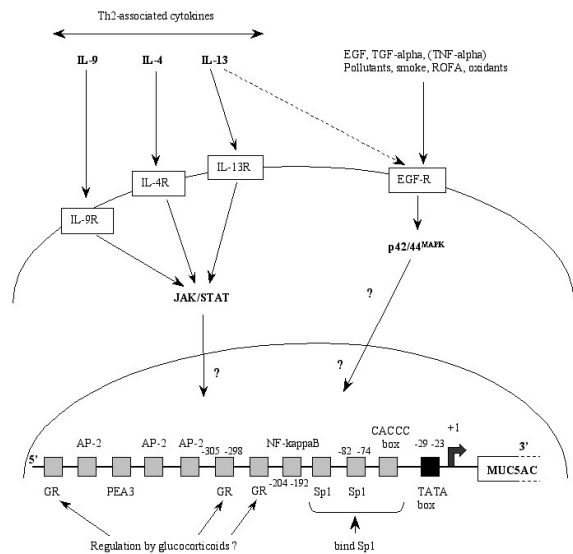 Th2-associated cytokines
IL-9 IL-4 IL-13
EGF, TGF-alpha, (TNF-alpha)
Pollutants, smoke, ROFA, oxidants
IL-13R
IL-4R
EGF-R
IL-9R
p42/44MAPK
JAK/STAT
?
?
?
CACCC
box
+1
AP-2 AP-2 AP-2 -305 -298 NF-kappaB -82 -74 -29 -23
5' 3'
MUC5AC
-204 -192
GR PEA3 GR GR Sp1 Sp1 TATA
box
Regulation by glucocorticoids ? bind Sp1